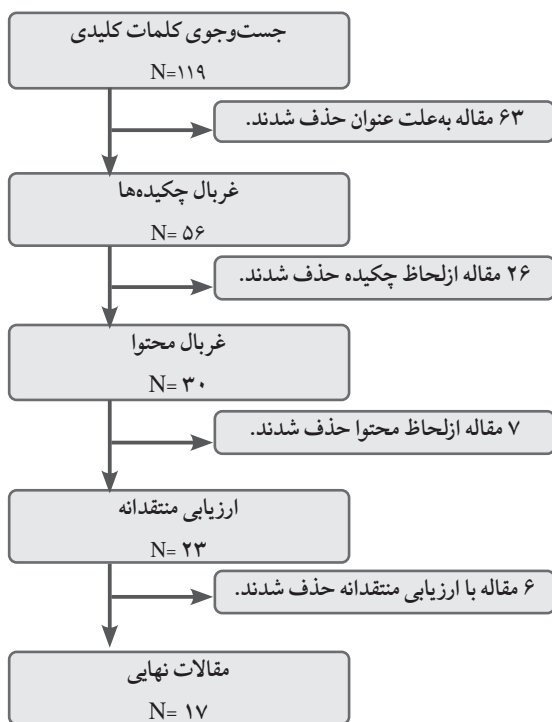 جست‌وجوی کلمات کلیدی
N=۱۱۹
۶۳ مقاله به‌علت عنوان حذف شدند.
غربال چکیده‌ها
N= ۵۶
۲۶ مقاله ازلحاظ چکیده حذف شدند.
غربال محتوا
N= ۳۰
۷ مقاله ازلحاظ محتوا حذف شدند.
ارزیابی منتقدانه
N= ۲۳
۶ مقاله با ارزیابی منتقدانه حذف شدند.
مقالات نهایی
N= ۱۷